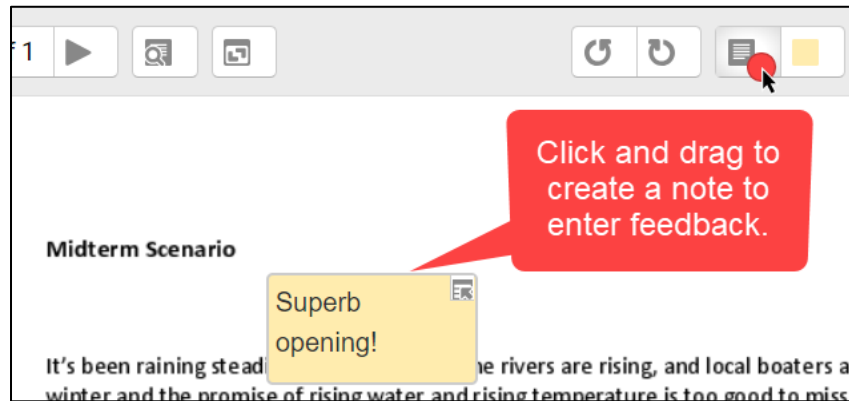 f 1
Click and drag to
create a note to
enter feedback.
Midterm Scenario
Superb
opening!
It's been raining steadi he rivers are rising, and local boaters a
winter and the promise of rising water and rising temperature is too good to miss